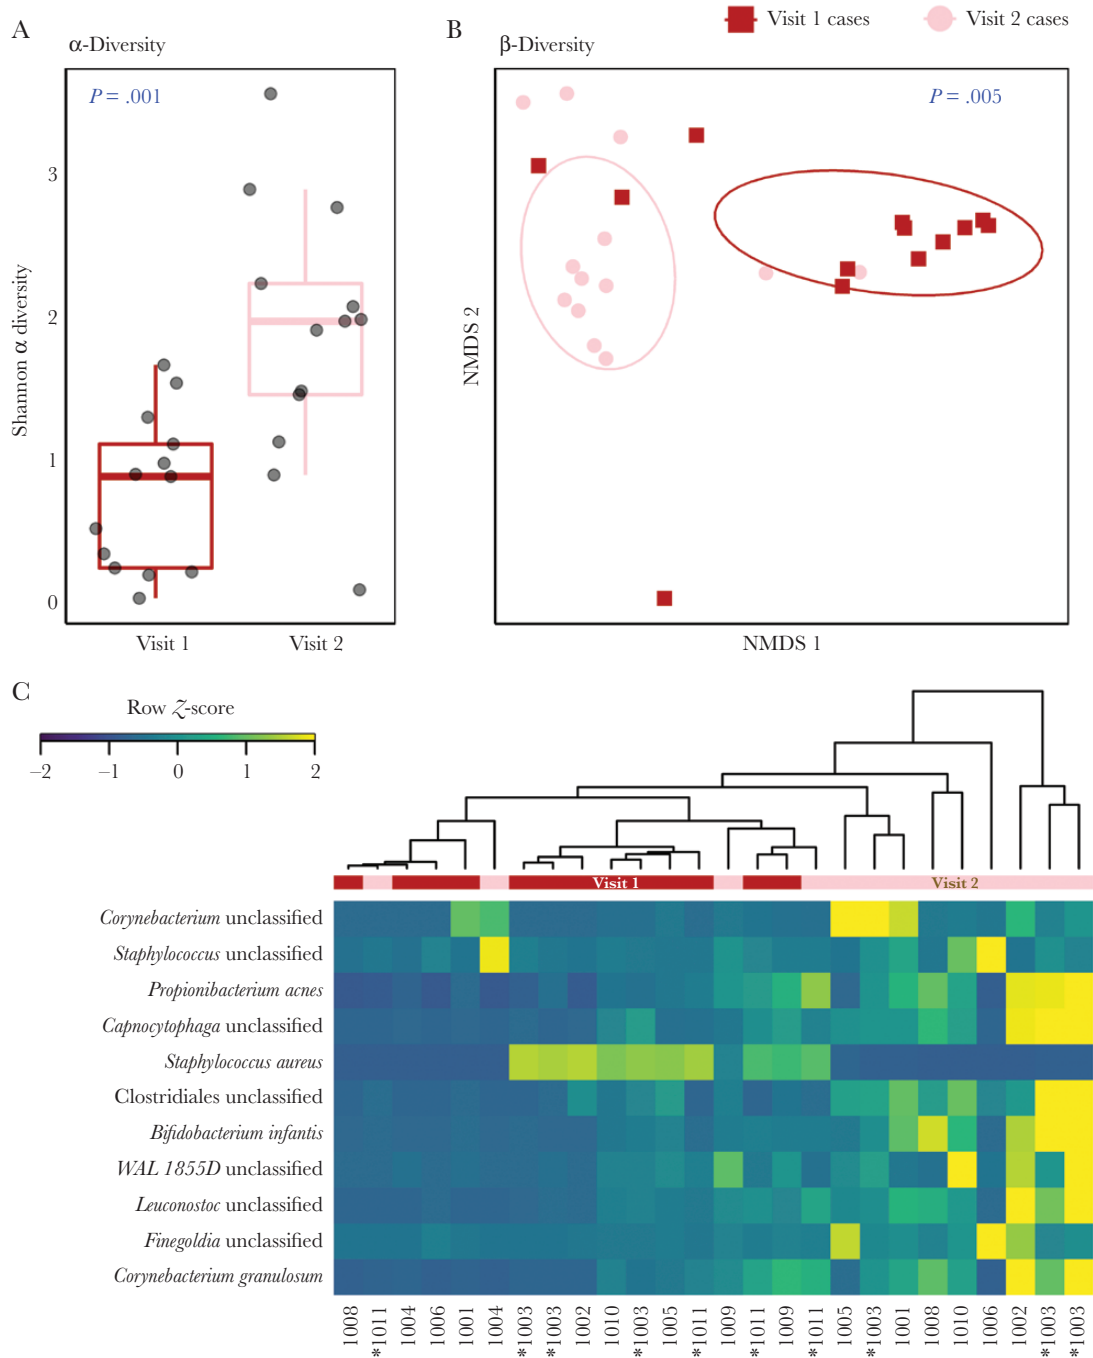 A
α-Diversity
P = .001
3
2
1
0
Shannon α diversity
Visit 1
Visit 2
B
β-Diversity
Visit 1 cases
Visit 2 cases
P = .005
NMDS 2
NMDS 1
C
Row Z-score
–2
–1
0
1
2
Visit 1
Visit 2
Corynebacterium unclassified
Staphylococcus unclassified
Propionibacterium acnes
Capnocytophaga unclassified
Staphylococcus aureus
Clostridiales unclassified
Bifidobacterium infantis
WAL 1855D unclassified
Leuconostoc unclassified
Finegoldia unclassified
Corynebacterium granulosum
1008
*1011
1004
1006
1001
1004
*1003
*1003
1002
1010
*1003
1005
*1011
1009
*1011
1009
*1011
1005
*1003
1001
1008
1010
1006
1002
*1003
*1003